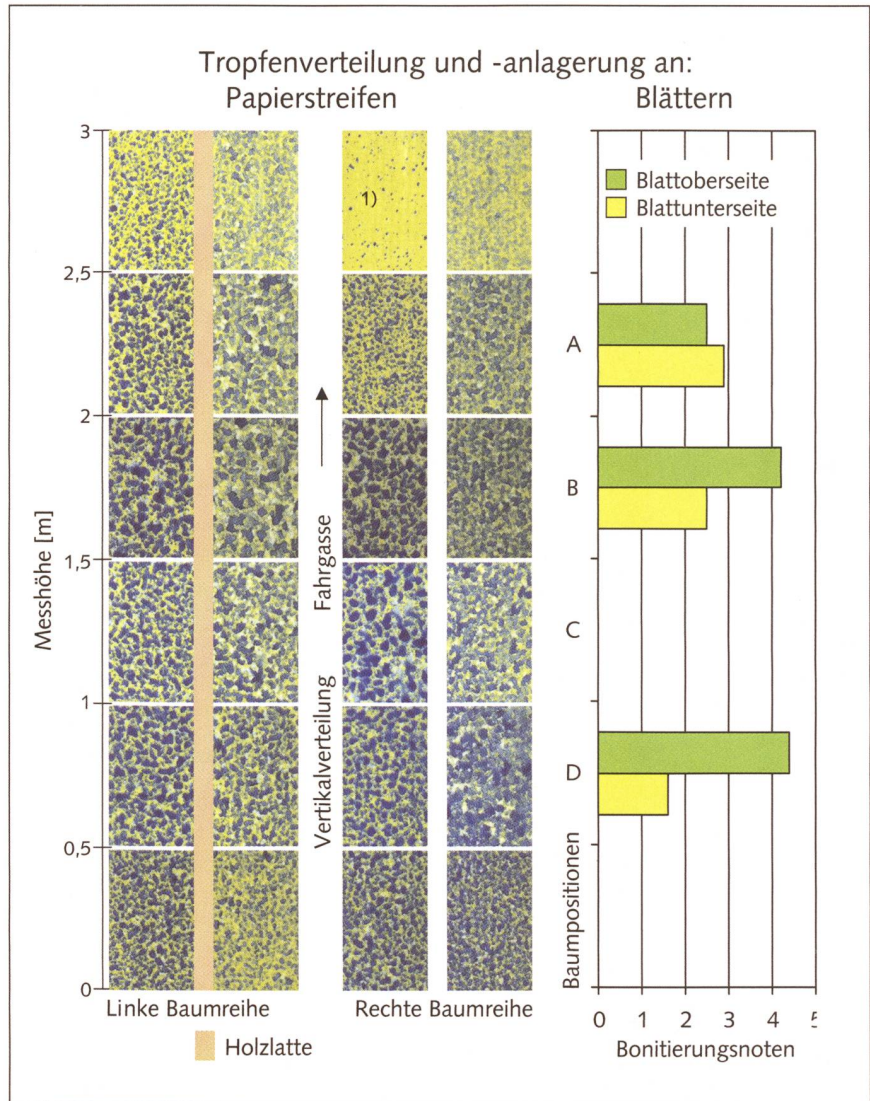 Tropfenverteilung und -anlagerung an:
Papierstreifen
Blättern
3
2,5
2
1,5
1
0,5
0
Messhöhe [m]
1)
Vertikalverteilung
Fahrgasse
Linke Baumreihe
Rechte Baumreihe
Holzlatte
Blattoberseite
Blattunterseite
A
B
C
D
Baumpositionen
0 1 2 3 4
Bonitierungsnoten